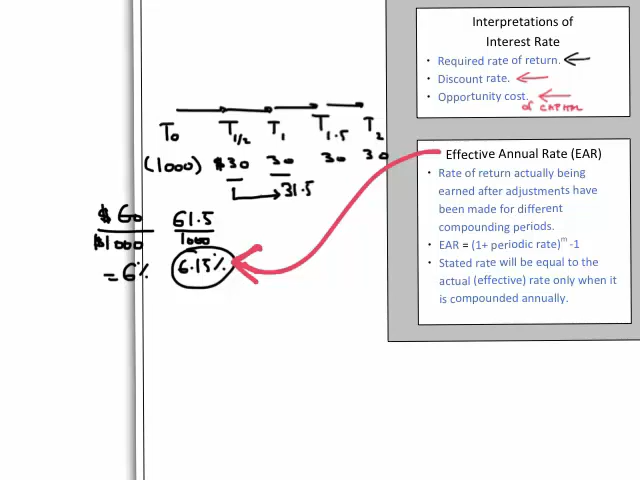 Interpretations of
Interest Rate
• Required rate of return.
• Discount rate.
• Opportunity cost.
OF CAPITAL
T0 T1/2 T1 T1.5 T2
(1000) $30 30 30 30
31.5
$60 61.5
$1000 1000
= 6% 6.15%
Effective Annual Rate (EAR)
• Rate of return actually being
earned after adjustments have
been made for different
compounding periods.
• EAR = (1+ periodic rate)^m -1
• Stated rate will be equal to the
actual (effective) rate only when it
is compounded annually.